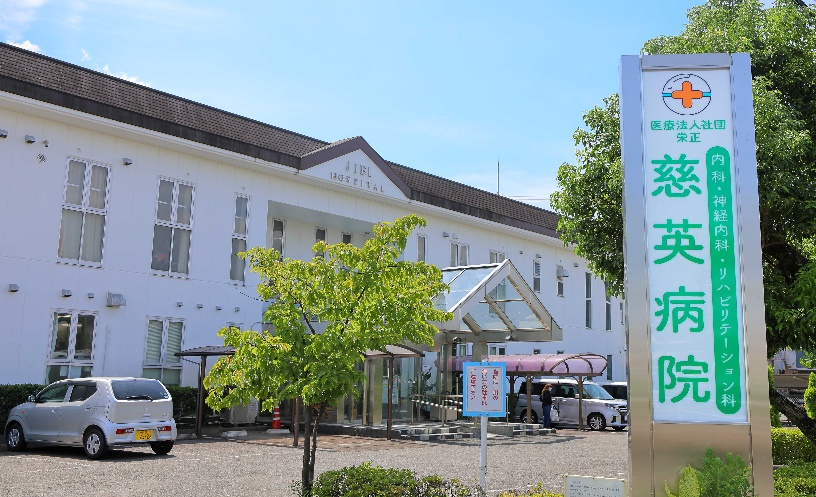 JIEI
HOSPITAL
医療法人社団
栄正
慈英病院
内科・神経内科・リハビリテーション科